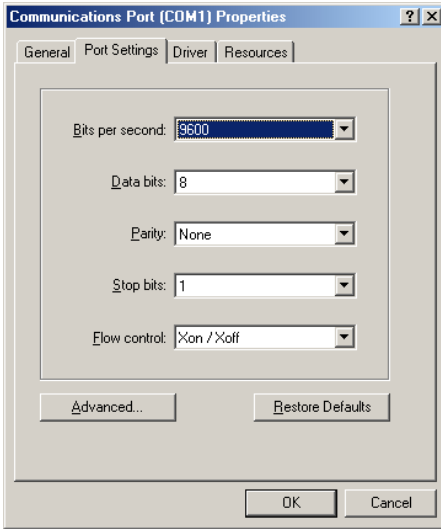 Communications Port (COM1) Properties
General Port Settings Driver Resources
Bits per second: 9600
Data bits: 8
Parity: None
Stop bits: 1
Flow control: Xon / Xoff
Advanced... Restore Defaults
OK Cancel